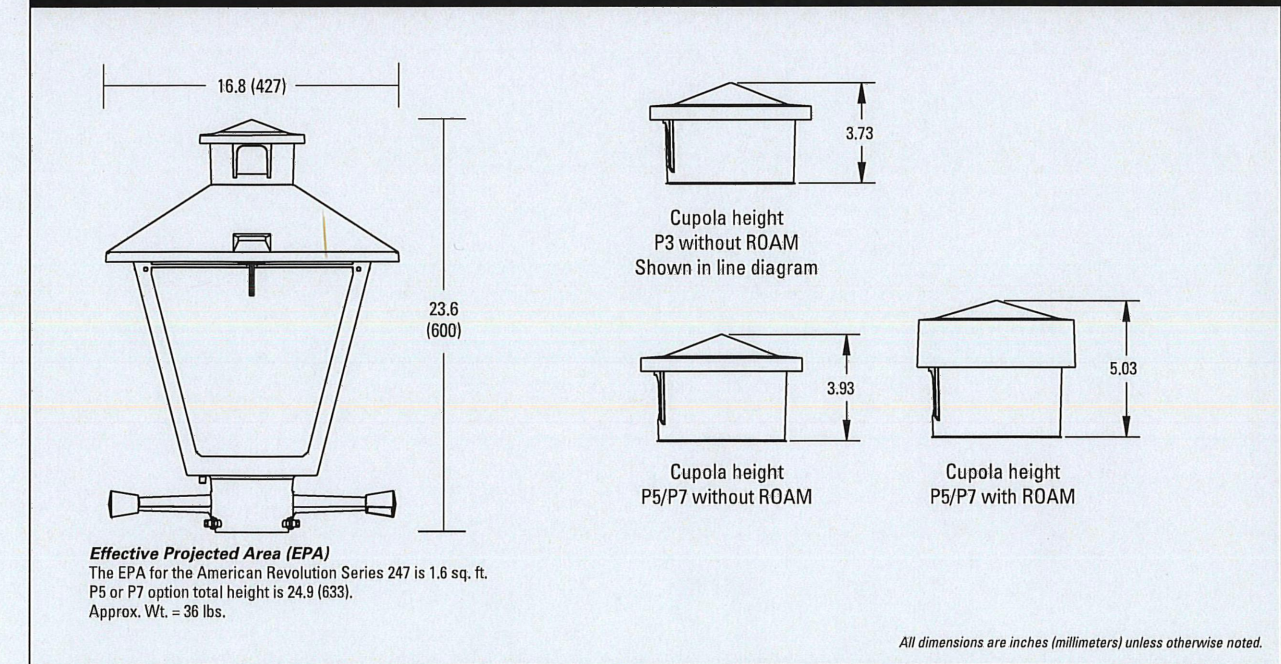 16.8 (427)
23.6
(600)
3.73
Cupola height
P3 without ROAM
Shown in line diagram
3.93
Cupola height
P5/P7 without ROAM
5.03
Cupola height
P5/P7 with ROAM
Effective Projected Area (EPA)
The EPA for the American Revolution Series 247 is 1.6 sq. ft.
P5 or P7 option total height is 24.9 (633).
Approx. Wt. = 36 lbs.
All dimensions are inches (millimeters) unless otherwise noted.